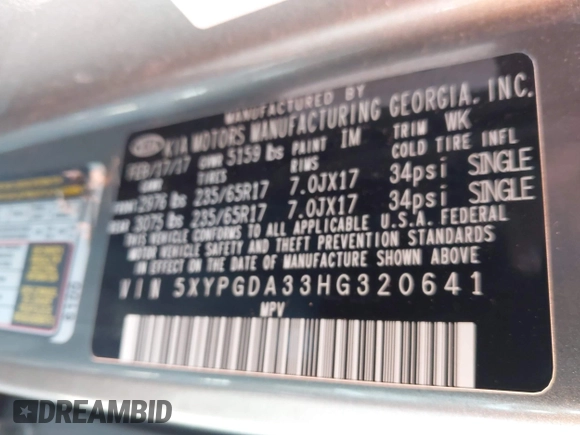 MANUFACTURED BY
KIA KIA MOTORS MANUFACTURING GEORGIA, INC.
FEB/17/17 GVWR 5159 lbs PAINT IM TRIM WK
GAWR TIRES RIMS COLD TIRE INFL
FRONT 2976 lbs 235/65R17 7.0JX17 34psi SINGLE
REAR 3075 lbs 235/65R17 7.0JX17 34psi SINGLE
THIS VEHICLE CONFORMS TO ALL APPLICABLE U.S.A. FEDERAL
MOTOR VEHICLE SAFETY AND THEFT PREVENTION STANDARDS
IN EFFECT ON THE DATE OF MANUFACTURE SHOWN ABOVE
VIN 5XYPGDA33HG320641
MPV
DREAMBID